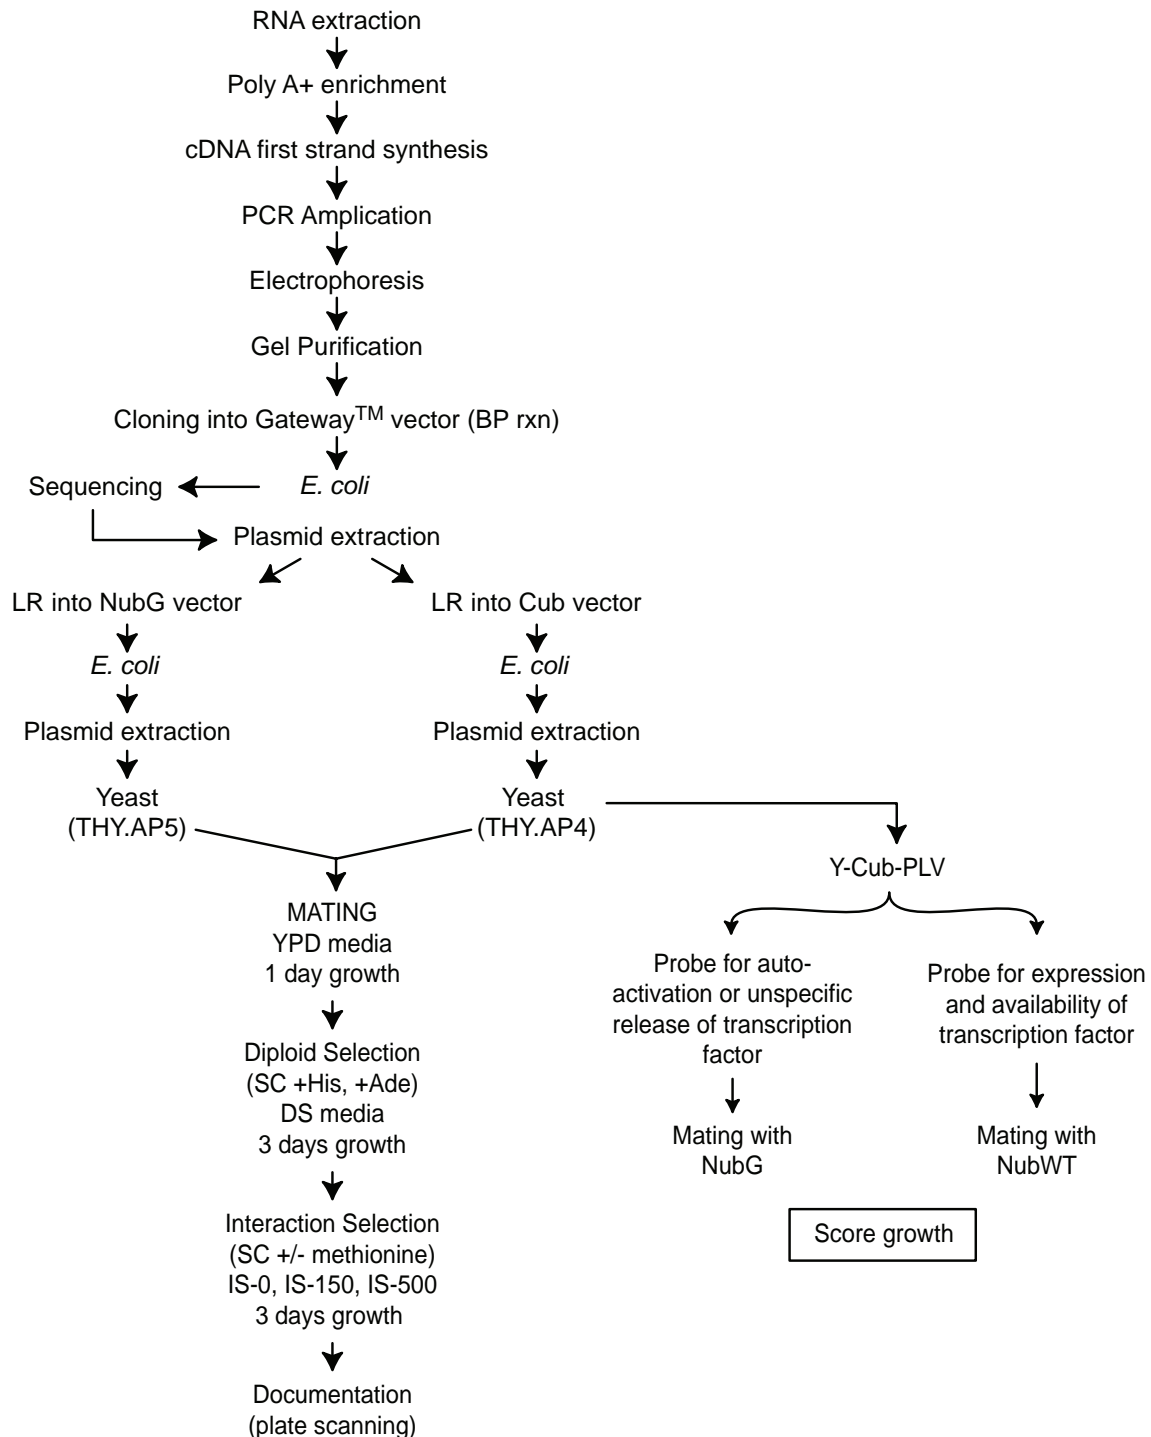 RNA extraction
Poly A+ enrichment
cDNA first strand synthesis
PCR Amplication
Electrophoresis
Gel Purification
Cloning into Gateway™ vector (BP rxn)
Sequencing
E. coli
Plasmid extraction
LR into NubG vector
LR into Cub vector
E. coli
E. coli
Plasmid extraction
Plasmid extraction
Yeast
(THY.AP5)
Yeast
(THY.AP4)
MATING
YPD media
1 day growth
Diploid Selection
(SC +His, +Ade)
DS media
3 days growth
Interaction Selection
(SC +/- methionine)
IS-0, IS-150, IS-500
3 days growth
Documentation
(plate scanning)
Y-Cub-PLV
Probe for auto-
activation or unspecific
release of transcription
factor
Mating with
NubG
Probe for expression
and availability of
transcription factor
Mating with
NubWT
Score growth